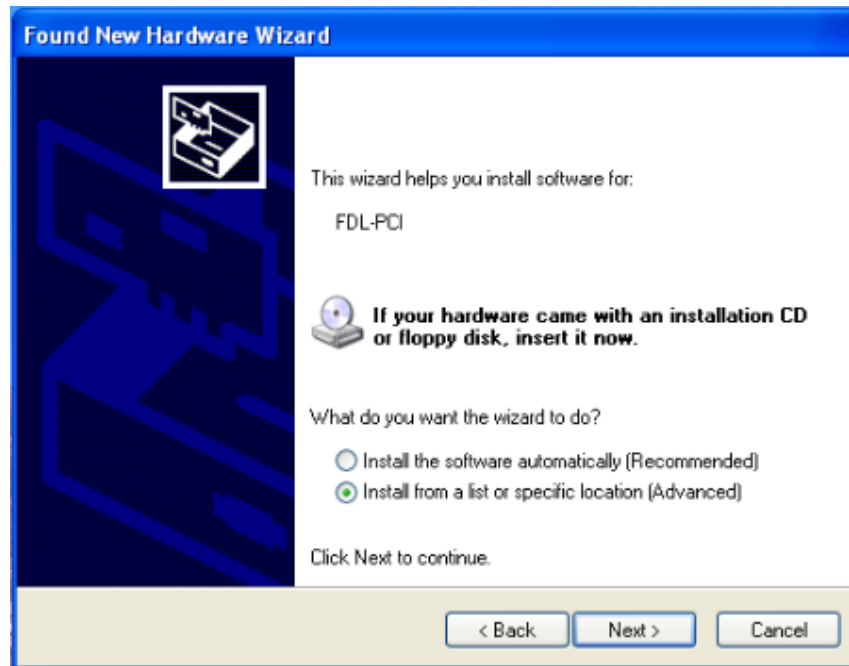 Found New Hardware Wizard
This wizard helps you install software for:
FDL-PCI
If your hardware came with an installation CD
or floppy disk, insert it now.
What do you want the wizard to do?
Install the software automatically (Recommended)
Install from a list or specific location (Advanced)
Click Next to continue.
< Back Next > Cancel